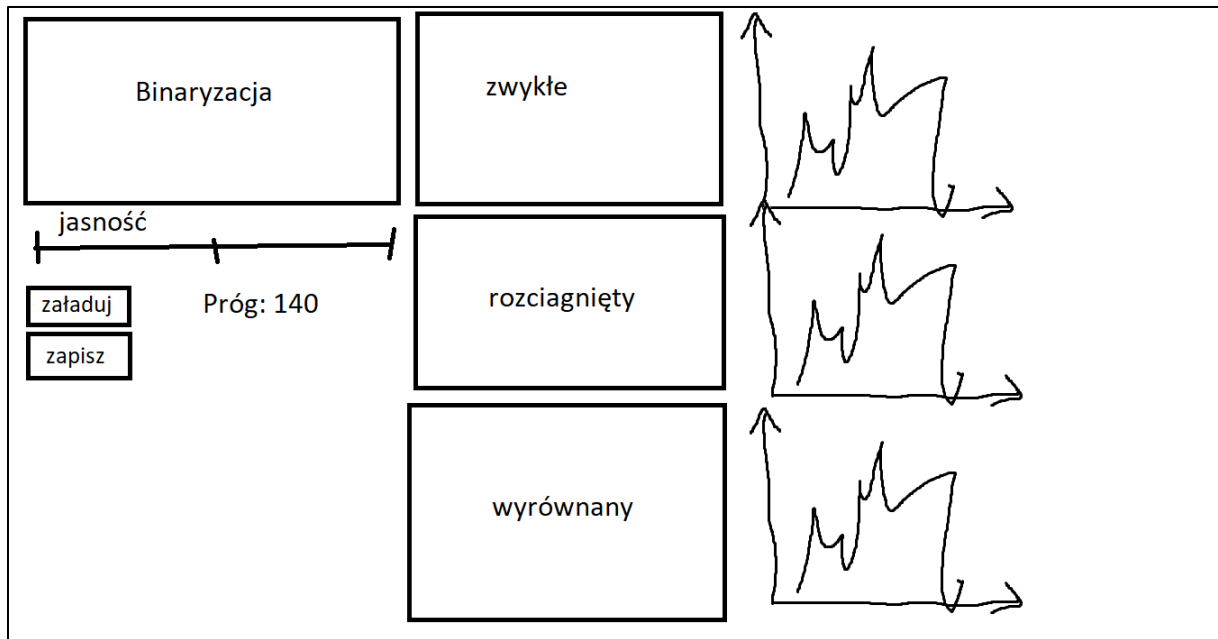 Binaryzacja
zwykłe
jasność
załaduj
Próg: 140
zapisz
rozciagnięty
wyrównany